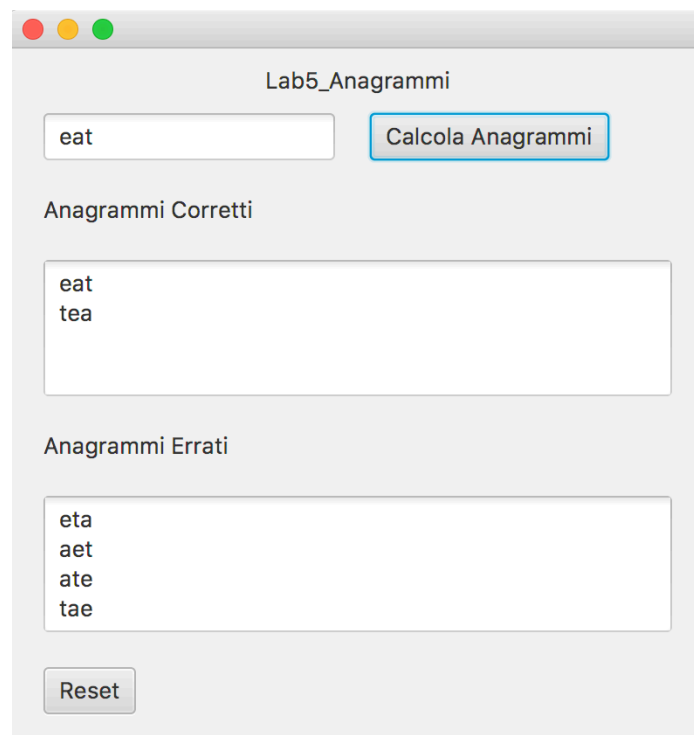 Lab5_Anagrammi
eat
Calcola Anagrammi
Anagrammi Corretti
eat
tea
Anagrammi Errati
eta
aet
ate
tae
Reset